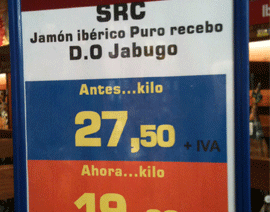 SRC
Jamón ibérico Puro recebo
D.O Jabugo
Antes...kilo
27,50 + IVA
Ahora...kilo